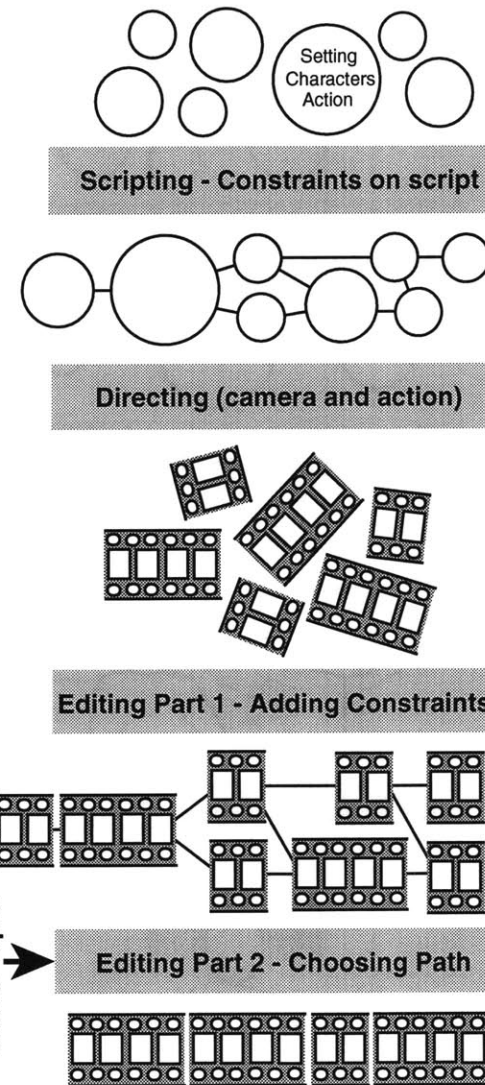 Setting
Characters
Action
Scripting - Constraints on script
Directing (camera and action)
Editing Part 1 - Adding Constraints
Editing Part 2 - Choosing Path